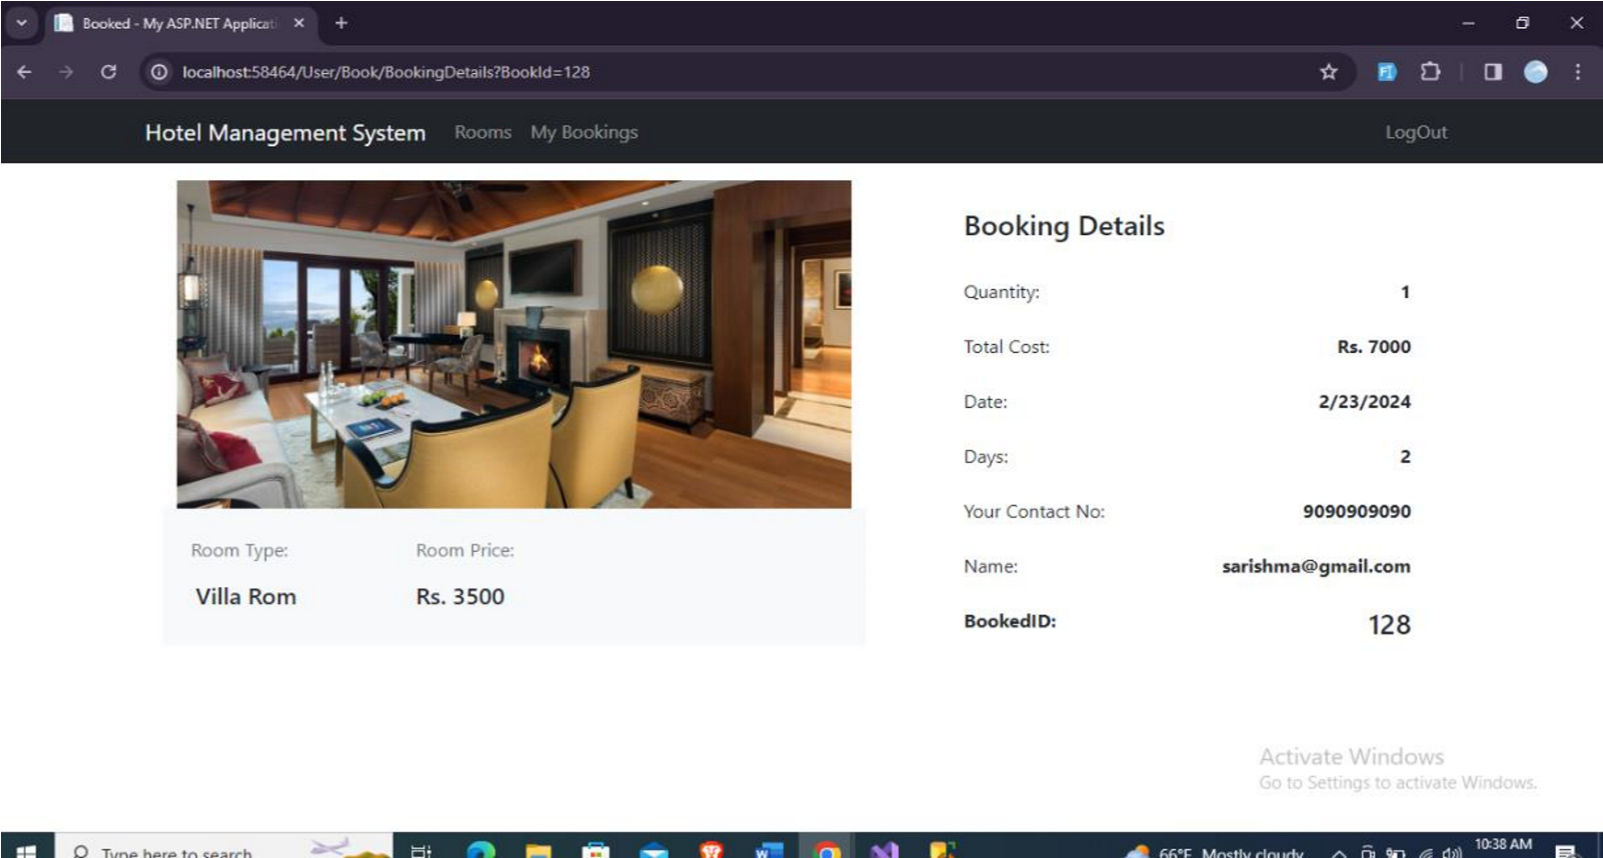 Booked - My ASP.NET Applicati
localhost:58464/User/Book/BookingDetails?BookId=128
Hotel Management System Rooms My Bookings LogOut
Booking Details
Quantity: 1
Total Cost: Rs. 7000
Date: 2/23/2024
Days: 2
Your Contact No: 9090909090
Name: sarishma@gmail.com
BookedID: 128
Room Type: Room Price:
Villa Rom Rs. 3500
Activate Windows
Go to Settings to activate Windows.
Type here to search
66°F Mostly cloudy
10:38 AM